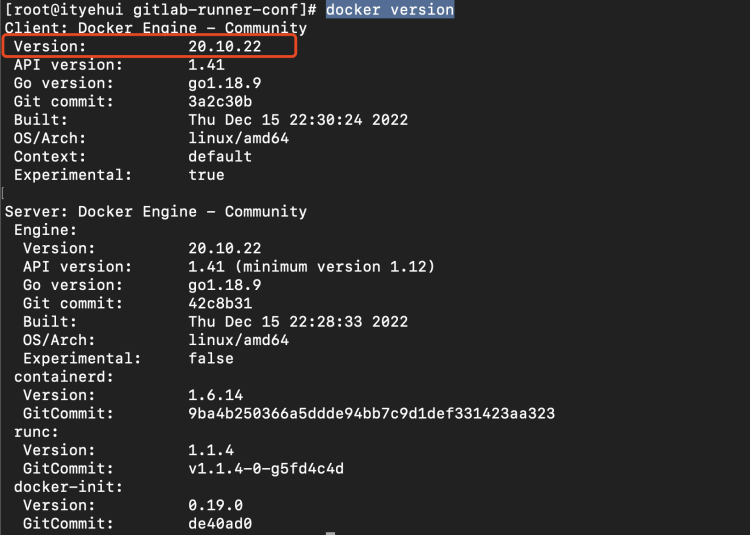 [root@ityehui gitlab-runner-conf]# docker version
Client: Docker Engine - Community
 Version:           20.10.22
 API version:       1.41
 Go version:        go1.18.9
 Git commit:        3a2c30b
 Built:             Thu Dec 15 22:30:24 2022
 OS/Arch:           linux/amd64
 Context:           default
 Experimental:      true

Server: Docker Engine - Community
 Engine:
  Version:          20.10.22
  API version:      1.41 (minimum version 1.12)
  Go version:       go1.18.9
  Git commit:       42c8b31
  Built:            Thu Dec 15 22:28:33 2022
  OS/Arch:          linux/amd64
  Experimental:     false
 containerd:
  Version:          1.6.14
  GitCommit:        9ba4b250366a5ddde94bb7c9d1def331423aa323
 runc:
  Version:          1.1.4
  GitCommit:        v1.1.4-0-g5fd4c4d
 docker-init:
  Version:          0.19.0
  GitCommit:        de40ad0